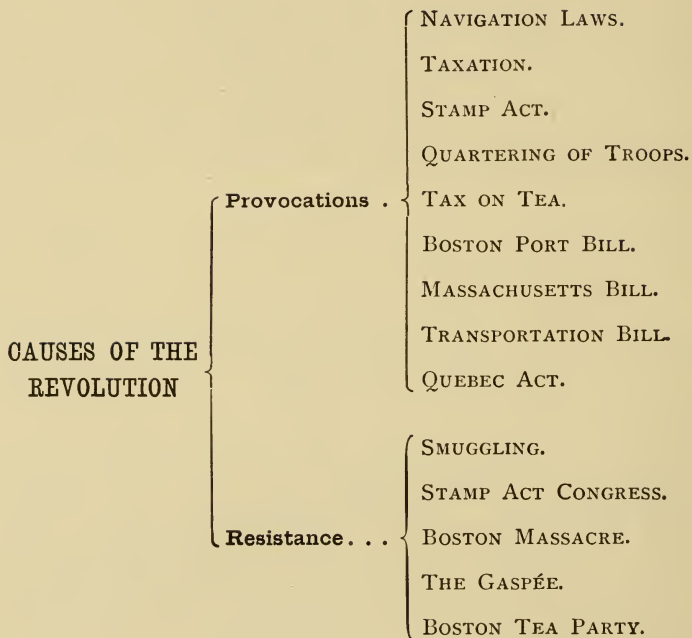 NAVIGATION LAWS.
TAXATION.
STAMP ACT.
QUARTERING OF TROOPS.
Provocations .
TAX ON TEA.
BOSTON PORT BILL.
MASSACHUSETTS BILL.
TRANSPORTATION BILL.
QUEBEC ACT.
CAUSES OF THE
REVOLUTION
SMUGGLING.
STAMP ACT CONGRESS.
Resistance . . .
BOSTON MASSACRE.
THE GASPÉE.
BOSTON TEA PARTY.